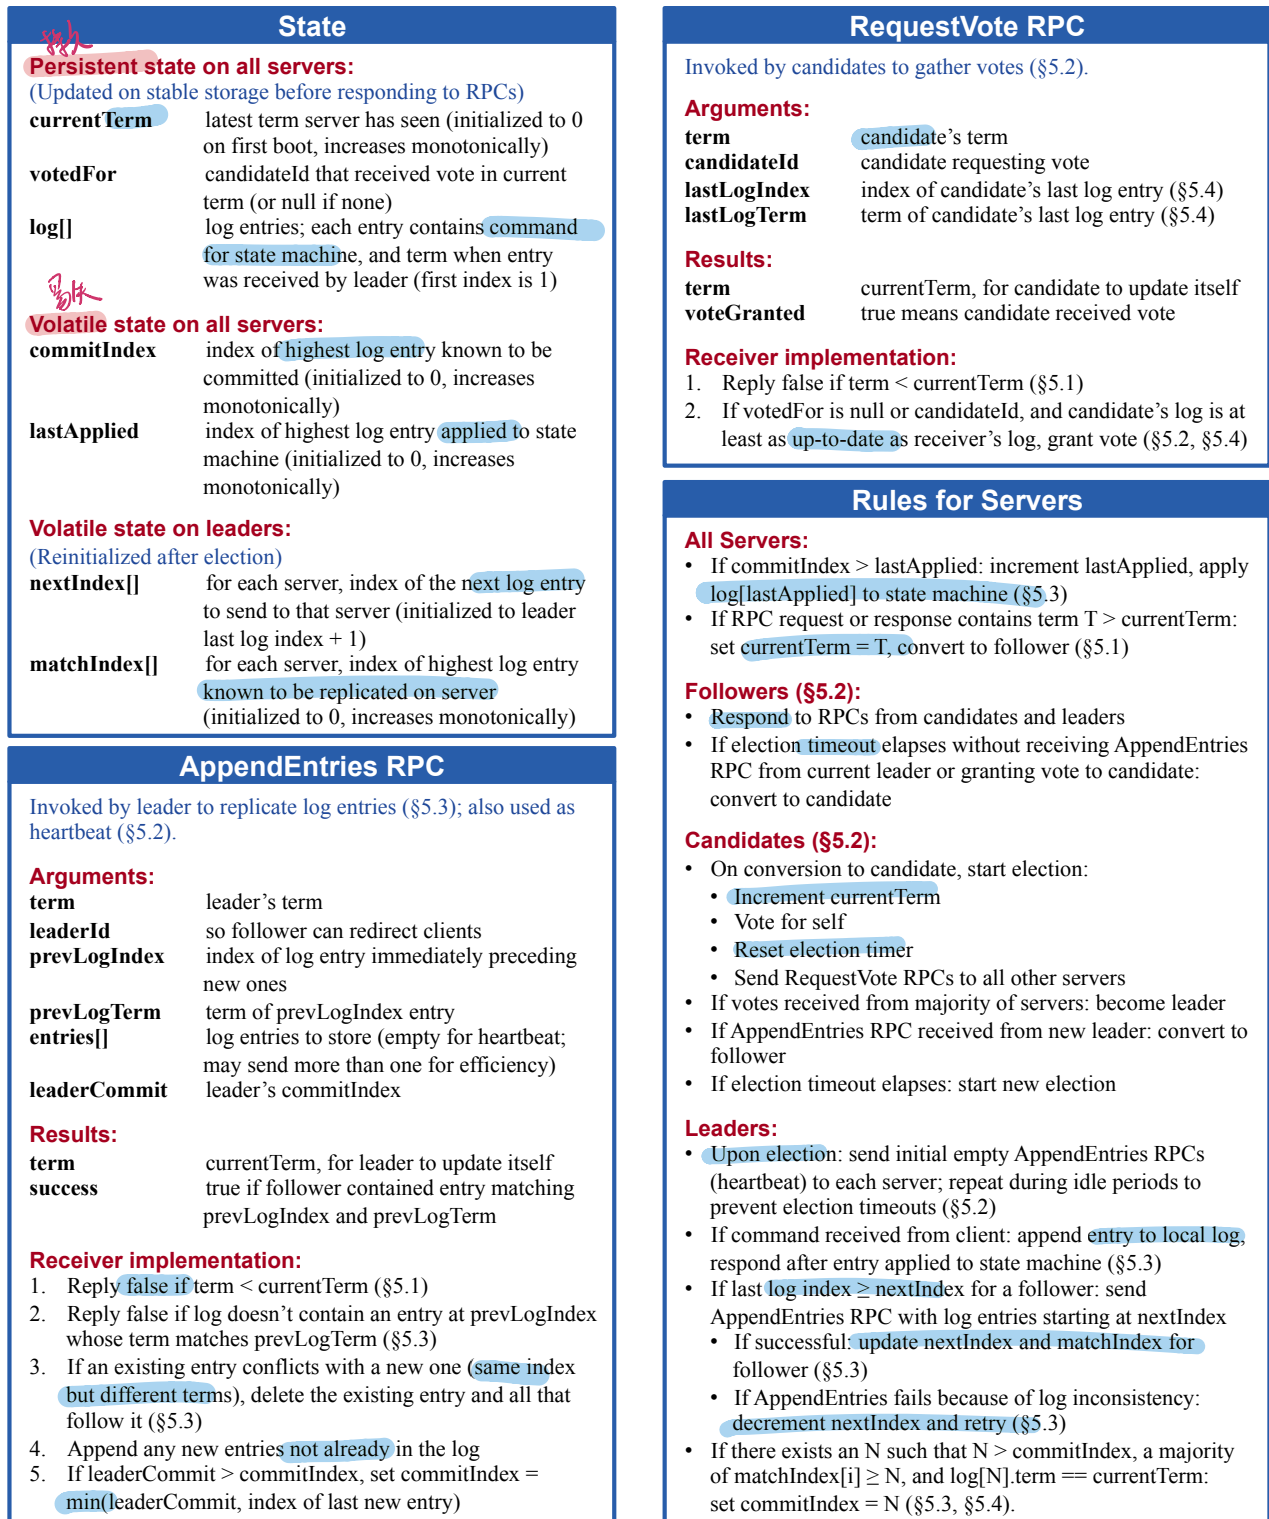 State
持久
Persistent state on all servers:
(Updated on stable storage before responding to RPCs)
currentTerm latest term server has seen (initialized to 0
on first boot, increases monotonically)
votedFor candidateId that received vote in current
term (or null if none)
log[] log entries; each entry contains command
for state machine, and term when entry
was received by leader (first index is 1)
易失
Volatile state on all servers:
commitIndex index of highest log entry known to be
committed (initialized to 0, increases
monotonically)
lastApplied index of highest log entry applied to state
machine (initialized to 0, increases
monotonically)
Volatile state on leaders:
(Reinitialized after election)
nextIndex[] for each server, index of the next log entry
to send to that server (initialized to leader
last log index + 1)
matchIndex[] for each server, index of highest log entry
known to be replicated on server
(initialized to 0, increases monotonically)
AppendEntries RPC
Invoked by leader to replicate log entries (§5.3); also used as
heartbeat (§5.2).
Arguments:
term leader’s term
leaderId so follower can redirect clients
prevLogIndex index of log entry immediately preceding
new ones
prevLogTerm term of prevLogIndex entry
entries[] log entries to store (empty for heartbeat;
may send more than one for efficiency)
leaderCommit leader’s commitIndex
Results:
term currentTerm, for leader to update itself
success true if follower contained entry matching
prevLogIndex and prevLogTerm
Receiver implementation:
1. Reply false if term < currentTerm (§5.1)
2. Reply false if log doesn’t contain an entry at prevLogIndex
whose term matches prevLogTerm (§5.3)
3. If an existing entry conflicts with a new one (same index
but different terms), delete the existing entry and all that
follow it (§5.3)
4. Append any new entries not already in the log
5. If leaderCommit > commitIndex, set commitIndex =
min(leaderCommit, index of last new entry)
RequestVote RPC
Invoked by candidates to gather votes (§5.2).
Arguments:
term candidate’s term
candidateId candidate requesting vote
lastLogIndex index of candidate’s last log entry (§5.4)
lastLogTerm term of candidate’s last log entry (§5.4)
Results:
term currentTerm, for candidate to update itself
voteGranted true means candidate received vote
Receiver implementation:
1. Reply false if term < currentTerm (§5.1)
2. If votedFor is null or candidateId, and candidate’s log is at
least as up-to-date as receiver’s log, grant vote (§5.2, §5.4)
Rules for Servers
All Servers:
• If commitIndex > lastApplied: increment lastApplied, apply
log[lastApplied] to state machine (§5.3)
• If RPC request or response contains term T > currentTerm:
set currentTerm = T, convert to follower (§5.1)
Followers (§5.2):
• Respond to RPCs from candidates and leaders
• If election timeout elapses without receiving AppendEntries
RPC from current leader or granting vote to candidate:
convert to candidate
Candidates (§5.2):
• On conversion to candidate, start election:
• Increment currentTerm
• Vote for self
• Reset election timer
• Send RequestVote RPCs to all other servers
• If votes received from majority of servers: become leader
• If AppendEntries RPC received from new leader: convert to
follower
• If election timeout elapses: start new election
Leaders:
• Upon election: send initial empty AppendEntries RPCs
(heartbeat) to each server; repeat during idle periods to
prevent election timeouts (§5.2)
• If command received from client: append entry to local log,
respond after entry applied to state machine (§5.3)
• If last log index ≥ nextIndex for a follower: send
AppendEntries RPC with log entries starting at nextIndex
• If successful: update nextIndex and matchIndex for
follower (§5.3)
• If AppendEntries fails because of log inconsistency:
decrement nextIndex and retry (§5.3)
• If there exists an N such that N > commitIndex, a majority
of matchIndex[i] ≥ N, and log[N].term == currentTerm:
set commitIndex = N (§5.3, §5.4).